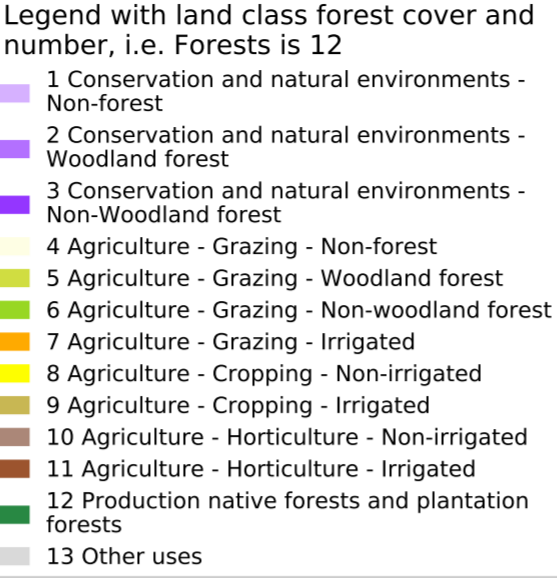 Legend with land class forest cover and
number, i.e. Forests is 12
1 Conservation and natural environments -
Non-forest
2 Conservation and natural environments -
Woodland forest
3 Conservation and natural environments -
Non-Woodland forest
4 Agriculture - Grazing - Non-forest
5 Agriculture - Grazing - Woodland forest
6 Agriculture - Grazing - Non-woodland forest
7 Agriculture - Grazing - Irrigated
8 Agriculture - Cropping - Non-irrigated
9 Agriculture - Cropping - Irrigated
10 Agriculture - Horticulture - Non-irrigated
11 Agriculture - Horticulture - Irrigated
12 Production native forests and plantation
forests
13 Other uses